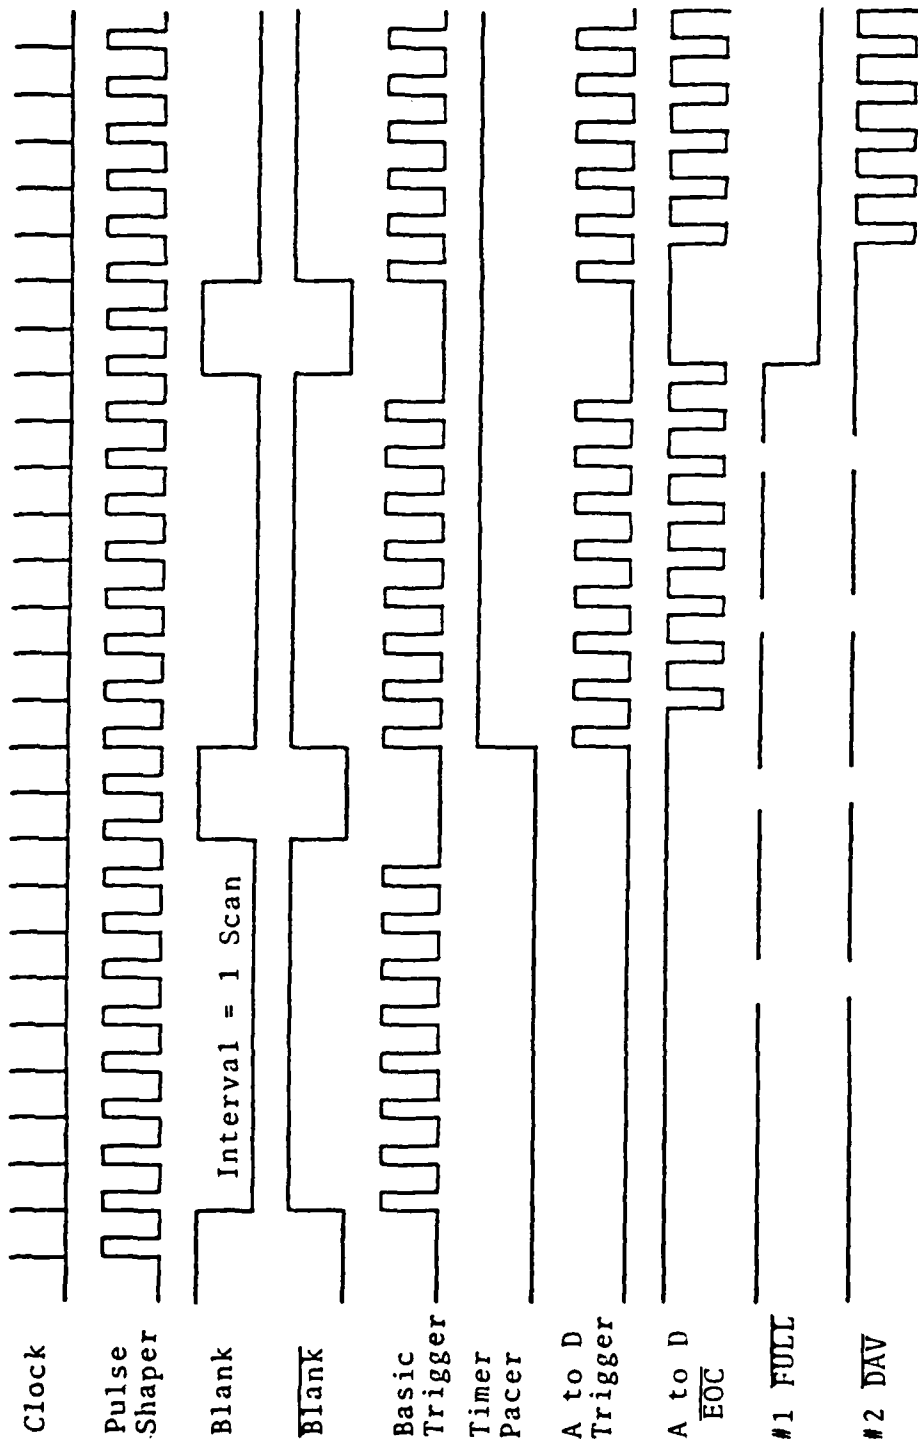 Clock
Pulse
Shaper
Blank
Interval = 1 Scan
Blank
Basic
Trigger
Timer
Pacer
A to D
Trigger
A to D
EOC
#1 FULL
#2 DAV